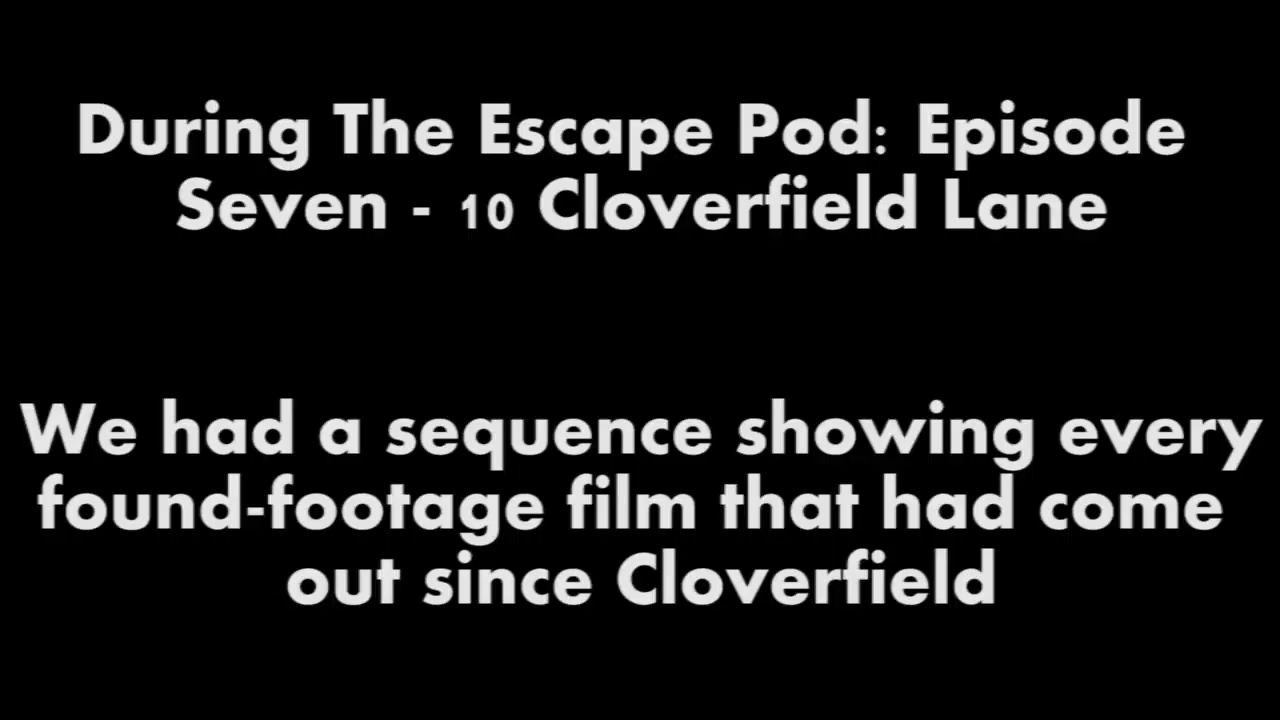 During The Escape Pod: Episode
Seven - 10 Cloverfield Lane
We had a sequence showing every
found-footage film that had come
out since Cloverfield